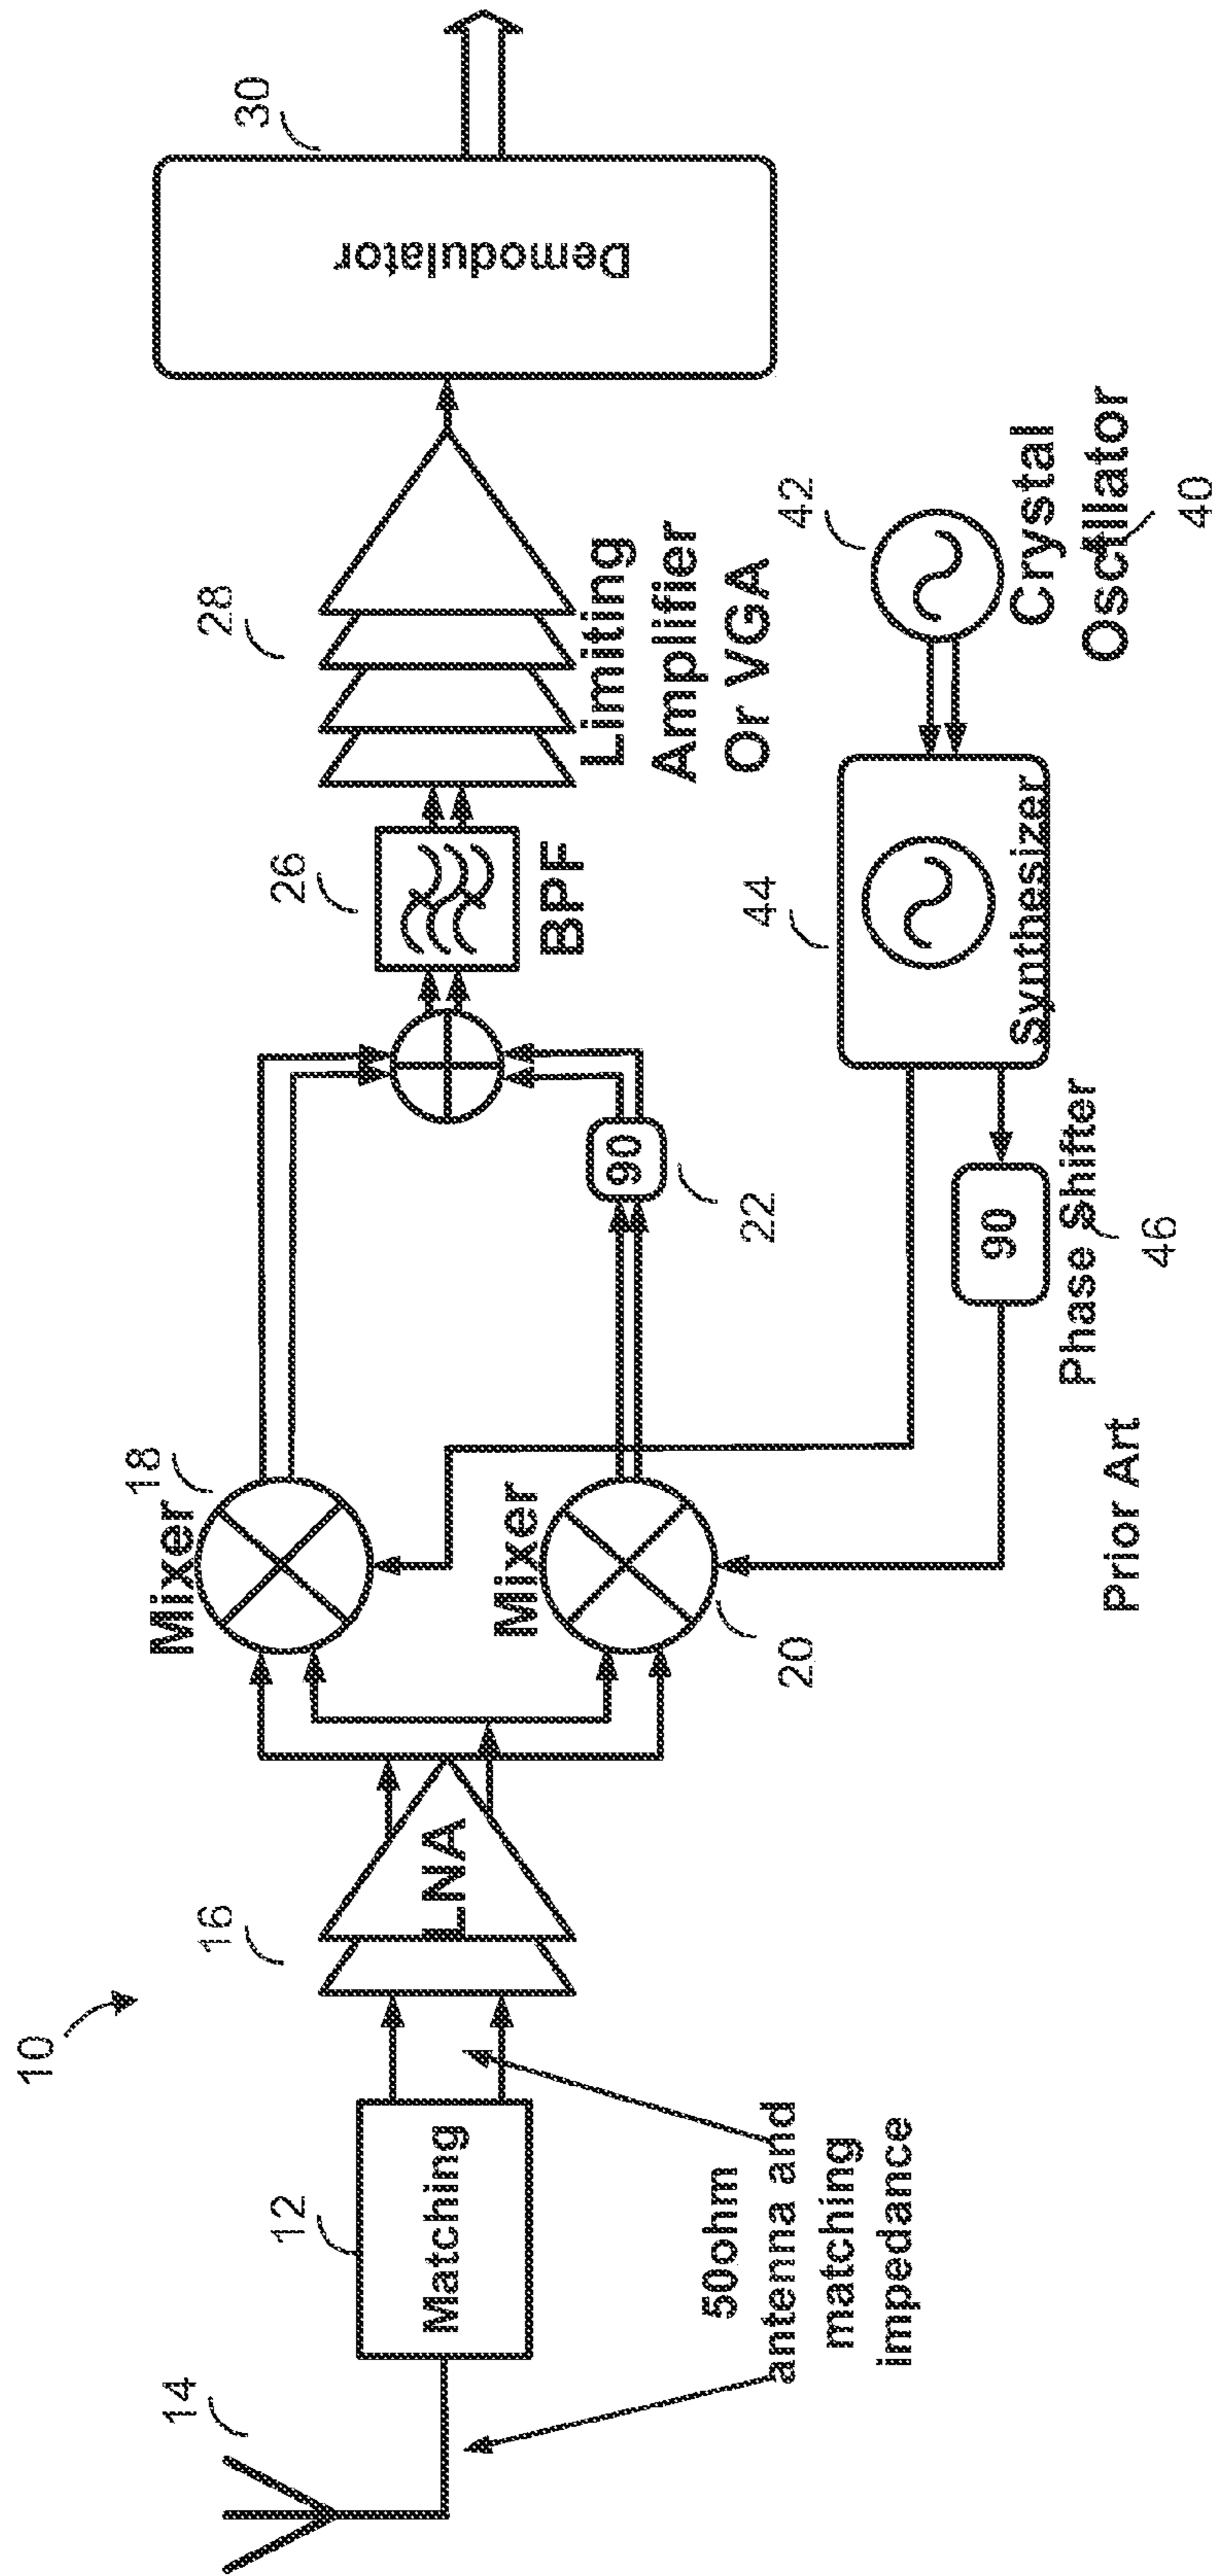 10
14
12
Matching
50ohm
antenna and
matching
impedance
16
LNA
Mixer
18
Mixer
20
90
22
26
BPF
28
Limiting
Amplifier
Or VGA
30
Demodulator
42
Crystal
Oscillator
40
44
Synthesizer
90
Phase Shifter
46
Prior Art